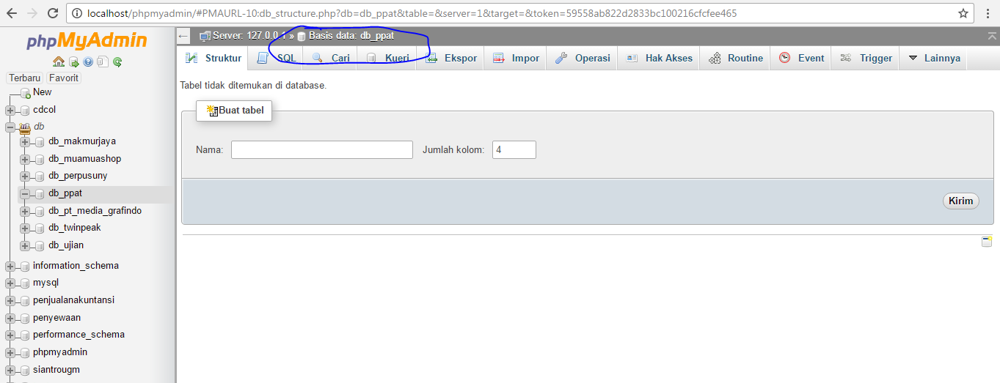 localhost/phpmyadmin/#PMAURL-10:db_structure.php?db=db_ppat&table=&server=1&target=&token=59558ab822d2833bc100216cfcfee465
phpMyAdmin
Terbaru Favorit
New
cdcol
db
db_makmurjaya
db_muamuashop
db_perpusuny
db_ppat
db_pt_media_grafindo
db_twinpeak
db_ujian
information_schema
mysql
penjualanakuntansi
penyewaan
performance_schema
phpmyadmin
siantrougm
Server: 127.0.0.1 » Basis data: db_ppat
Struktur SQL Cari Kueri Ekspor Impor Operasi Hak Akses Routine Event Trigger Lainnya
Tabel tidak ditemukan di database.
Buat tabel
Nama: Jumlah kolom: 4
Kirim